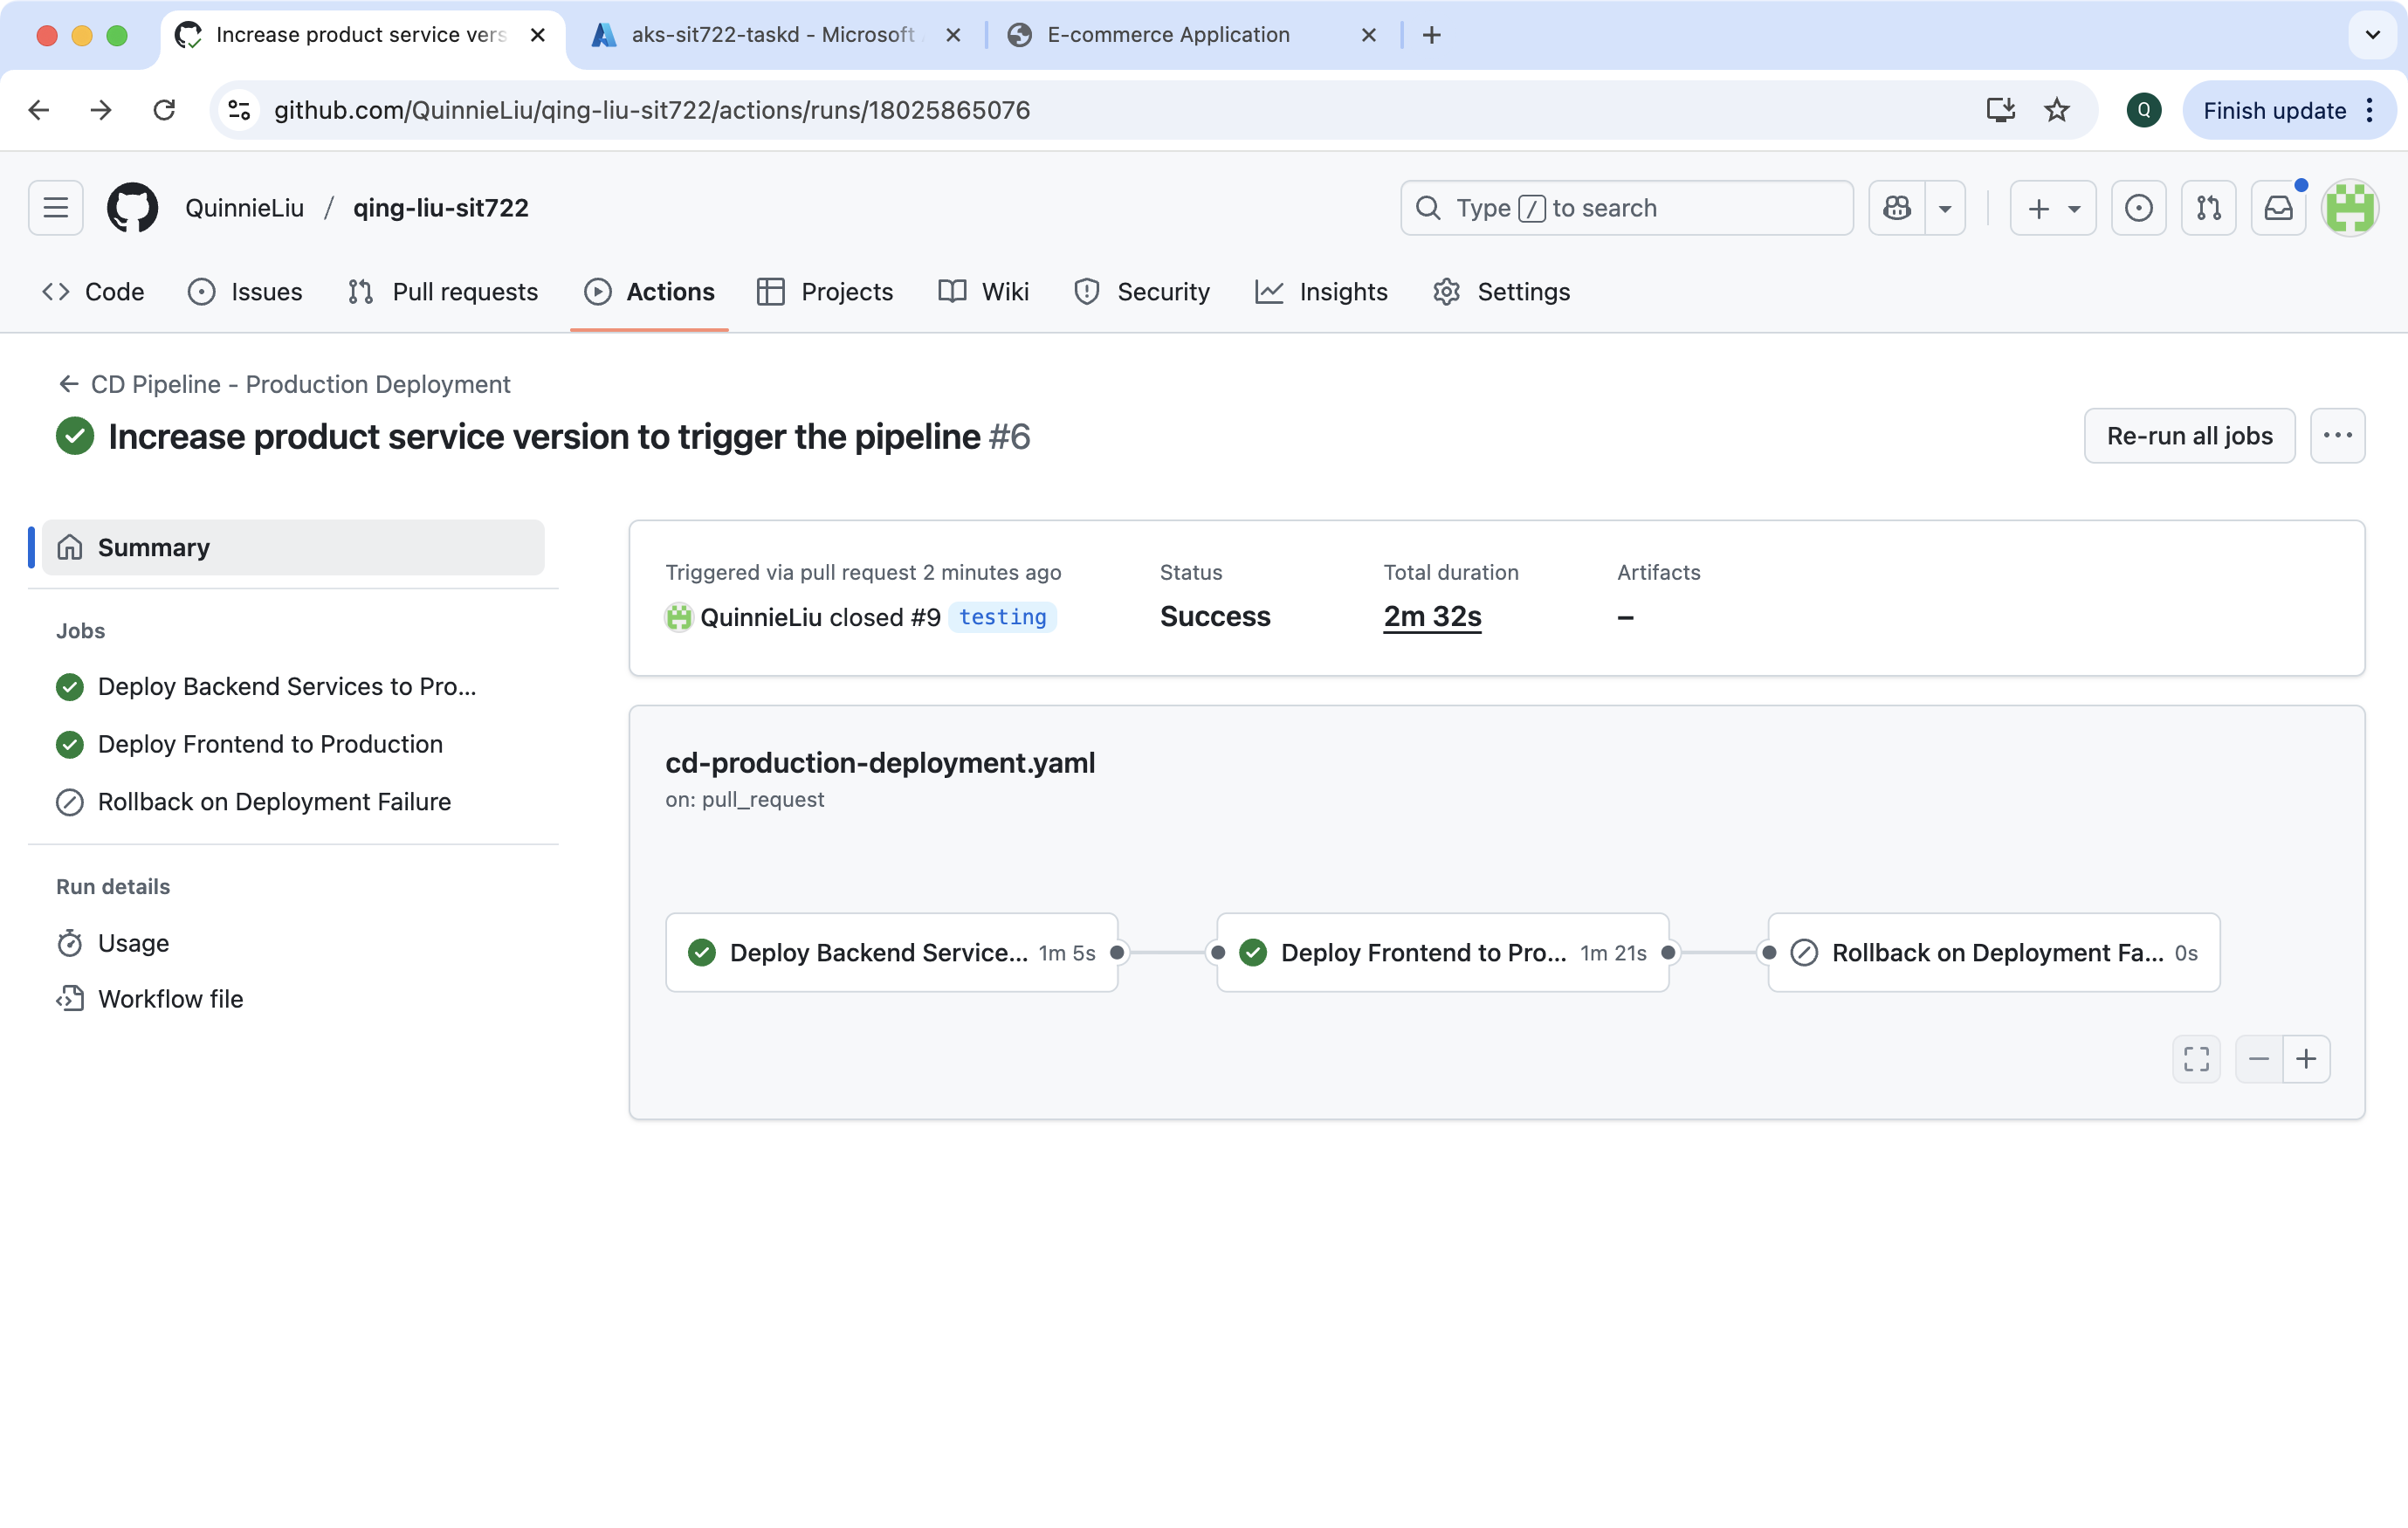 Increase product service vers
aks-sit722-taskd - Microsoft
E-commerce Application
github.com/QuinnieLiu/qing-liu-sit722/actions/runs/18025865076
Q
Finish update
QuinnieLiu / qing-liu-sit722
Type / to search
Code
Issues
Pull requests
Actions
Projects
Wiki
Security
Insights
Settings
CD Pipeline - Production Deployment
Increase product service version to trigger the pipeline #6
Re-run all jobs
Summary
Jobs
Deploy Backend Services to Pro...
Deploy Frontend to Production
Rollback on Deployment Failure
Run details
Usage
Workflow file
Triggered via pull request 2 minutes ago
QuinnieLiu closed #9 testing
Status
Success
Total duration
2m 32s
Artifacts
–
cd-production-deployment.yaml
on: pull_request
Deploy Backend Service... 1m 5s
Deploy Frontend to Pro... 1m 21s
Rollback on Deployment Fa... 0s